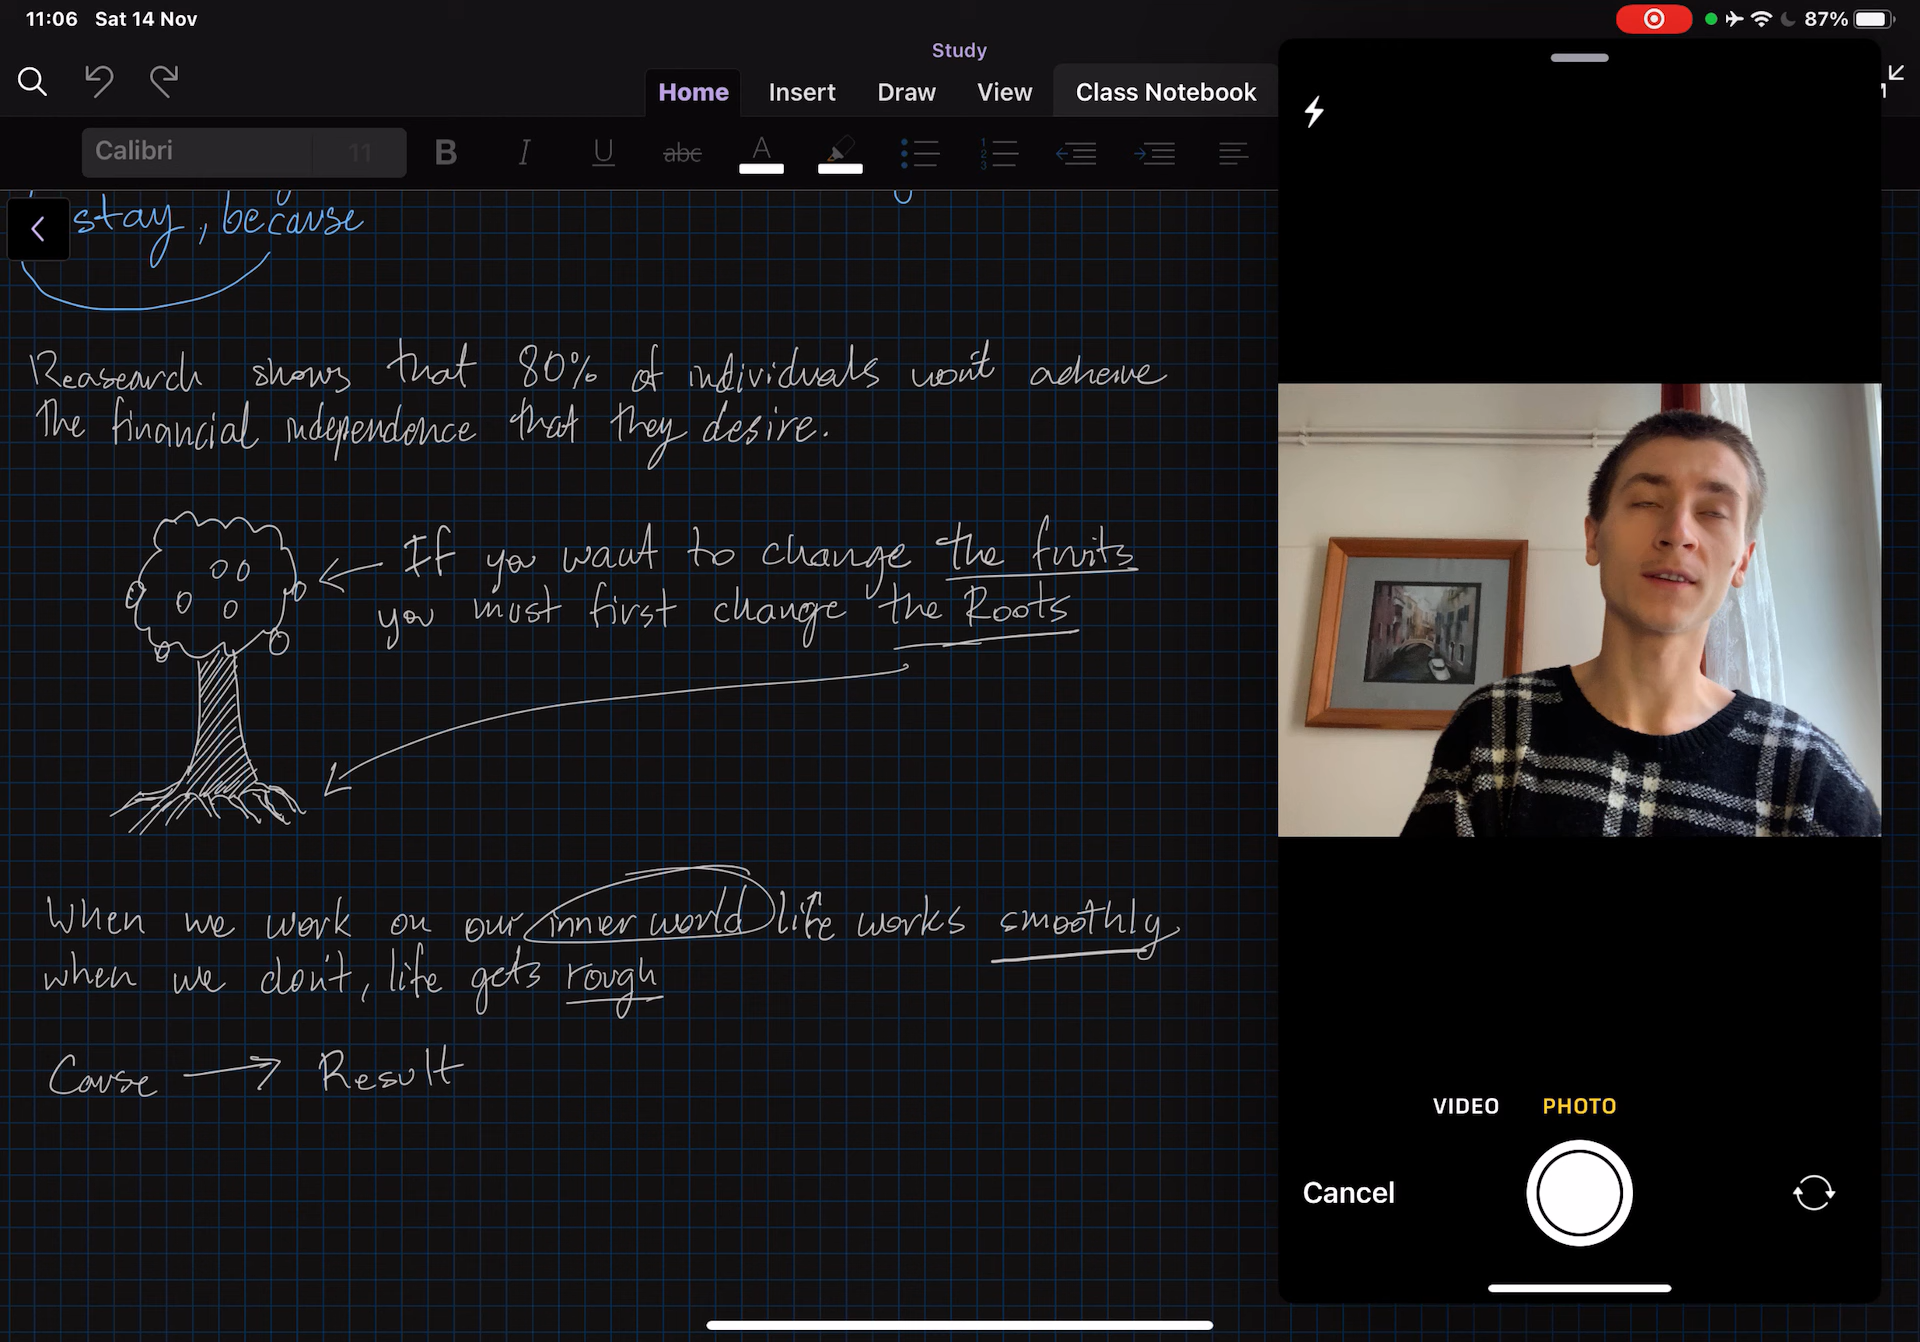 11:06 Sat 14 Nov
87%
Study
Home Insert Draw View Class Notebook
Calibri 11
B I U abc A
stay, because
Reasearch shows that 80% of individuals won't acheive
the financial independence that they desire.
If you want to change the fruits
you must first change the Roots
When we work on our inner world life works smoothly
when we don't, life gets rough
Cause → Result
VIDEO PHOTO
Cancel